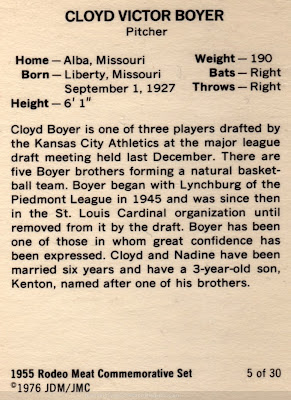 CLOYD VICTOR BOYER
Pitcher
Home — Alba, Missouri Weight — 190
Born — Liberty, Missouri Bats — Right
September 1, 1927 Throws — Right
Height — 6' 1"
Cloyd Boyer is one of three players drafted by
the Kansas City Athletics at the major league
draft meeting held last December. There are
five Boyer brothers forming a natural basket-
ball team. Boyer began with Lynchburg of the
Piedmont League in 1945 and was since then
in the St. Louis Cardinal organization until
removed from it by the draft. Boyer has been
one of those in whom great confidence has
been expressed. Cloyd and Nadine have been
married six years and have a 3-year-old son,
Kenton, named after one of his brothers.
1955 Rodeo Meat Commemorative Set 5 of 30
©1976 JDM/JMC